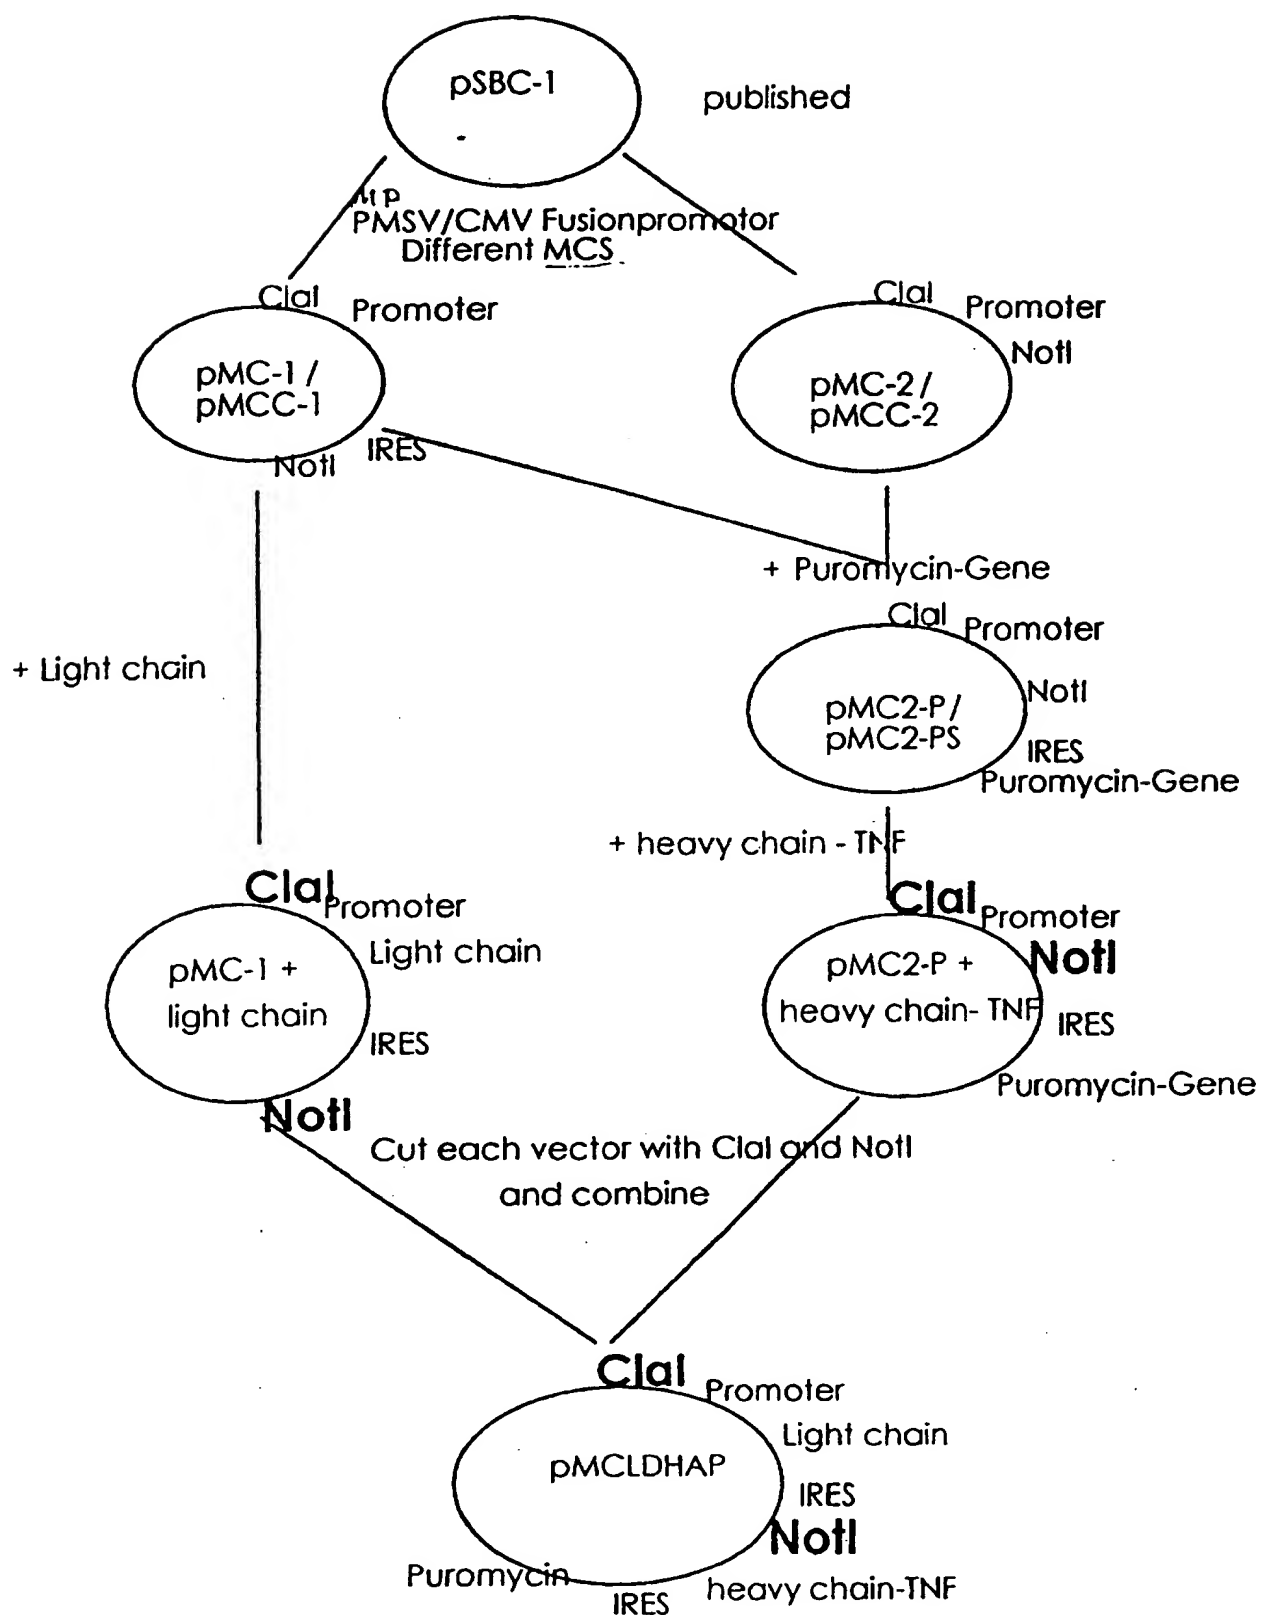 pSBC-1
published
PMSV/CMV Fusionpromotor
Different MCS
ClaI
Promoter
pMC-1 /
pMCC-1
IRES
NotI
ClaI
Promoter
NotI
pMC-2 /
pMCC-2
+ Puromycin-Gene
ClaI
Promoter
NotI
pMC2-P /
pMC2-PS
IRES
Puromycin-Gene
+ Light chain
+ heavy chain - TNF
ClaI
Promoter
Light chain
pMC-1 +
light chain
IRES
NotI
ClaI
Promoter
NotI
pMC2-P +
heavy chain- TNF
IRES
Puromycin-Gene
Cut each vector with ClaI and NotI
and combine
ClaI
Promoter
Light chain
pMCLDHAP
IRES
NotI
Puromycin
IRES
heavy chain-TNF